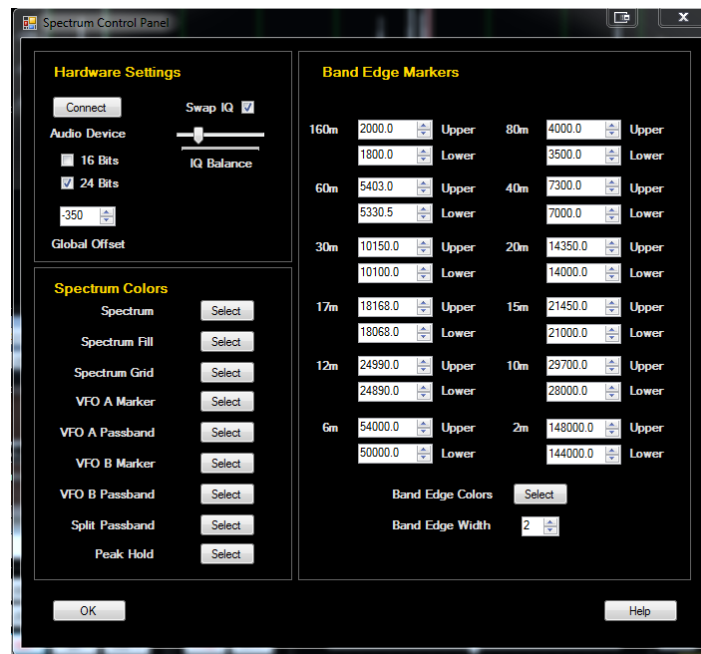 Spectrum Control Panel
X
Hardware Settings
Connect
Swap IQ
Audio Device
16 Bits
IQ Balance
24 Bits
-350
Global Offset
Spectrum Colors
Spectrum Select
Spectrum Fill Select
Spectrum Grid Select
VFO A Marker Select
VFO A Passband Select
VFO B Marker Select
VFO B Passband Select
Split Passband Select
Peak Hold Select
Band Edge Markers
160m 2000.0 Upper 80m 4000.0 Upper
1800.0 Lower 3500.0 Lower
60m 5403.0 Upper 40m 7300.0 Upper
5330.5 Lower 7000.0 Lower
30m 10150.0 Upper 20m 14350.0 Upper
10100.0 Lower 14000.0 Lower
17m 18168.0 Upper 15m 21450.0 Upper
18068.0 Lower 21000.0 Lower
12m 24990.0 Upper 10m 29700.0 Upper
24890.0 Lower 28000.0 Lower
6m 54000.0 Upper 2m 148000.0 Upper
50000.0 Lower 144000.0 Lower
Band Edge Colors Select
Band Edge Width 2
OK
Help